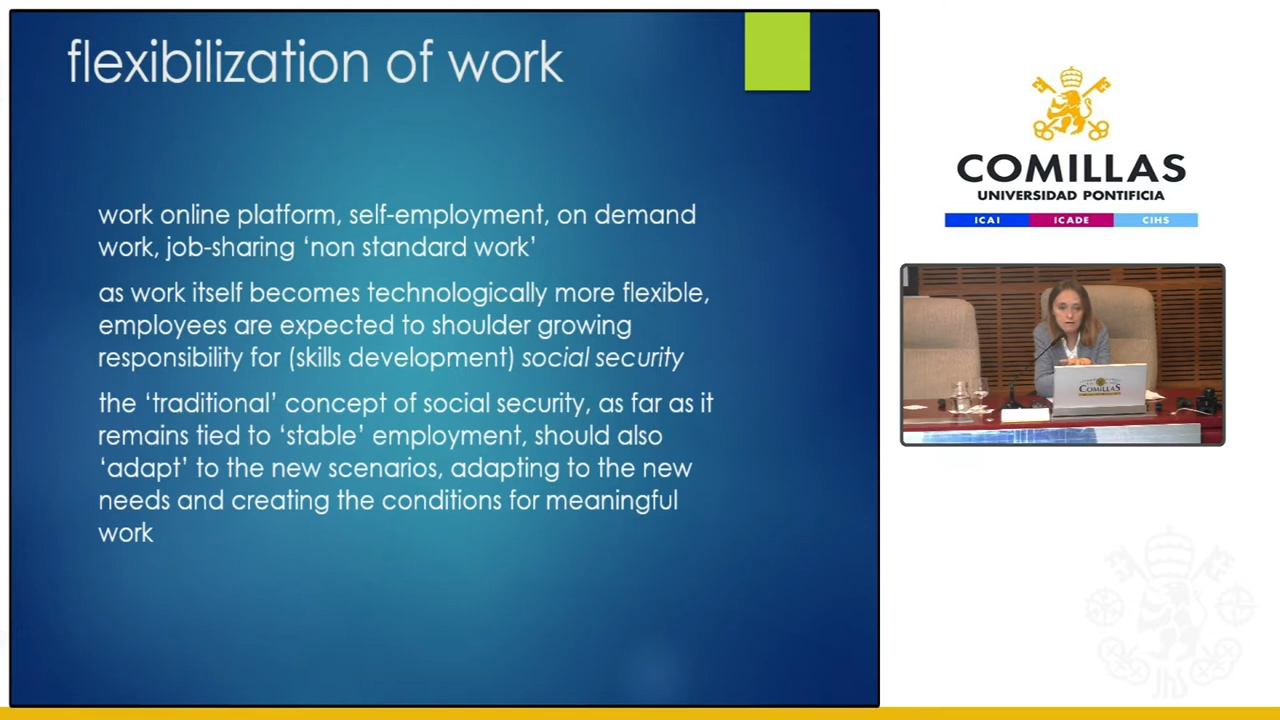 flexibilization of work
work online platform, self-employment, on demand
work, job-sharing ‘non standard work’
as work itself becomes technologically more flexible,
employees are expected to shoulder growing
responsibility for (skills development) social security
the ‘traditional’ concept of social security, as far as it
remains tied to ‘stable’ employment, should also
‘adapt’ to the new scenarios, adapting to the new
needs and creating the conditions for meaningful
work
COMILLAS
UNIVERSIDAD PONTIFICIA
ICAI ICADE CIHS
COMILLAS